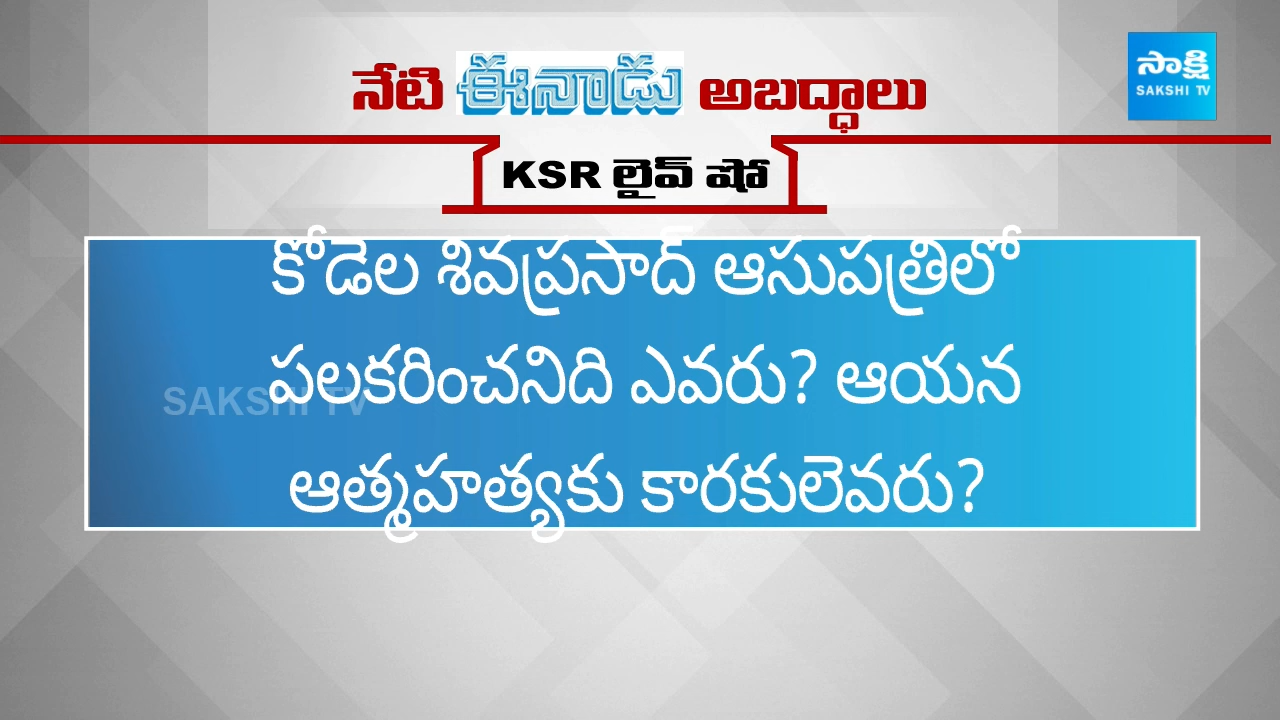 నేటి ఈనాడు అబద్ధాలు
సాక్షి
SAKSHI TV
KSR లైవ్ షో
కోడెల శివప్రసాద్ ఆసుపత్రిలో
పలకరించనిది ఎవరు? ఆయన
SAKSHI TV
ఆత్మహత్యకు కారకులెవరు?